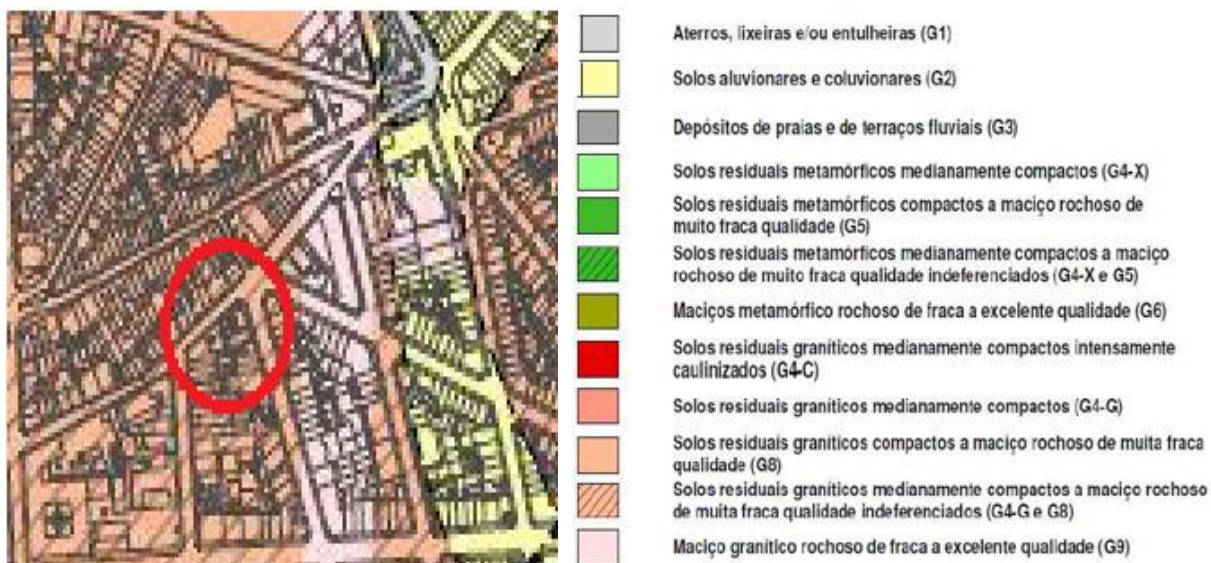 Aterros, lixeiras e/ou entulheiras (G1)
Solos aluvionares e coluvionares (G2)
Depósitos de praias e de terraços fluviais (G3)
Solos residuais metamórficos medianamente compactos (G4-X)
Solos residuais metamórficos compactos a maciço rochoso de
muito fraca qualidade (G5)
Solos residuais metamórficos medianamente compactos a maciço
rochoso de muito fraca qualidade indeferenciados (G4-X e G5)
Maciços metamórfico rochoso de fraca a excelente qualidade (G6)
Solos residuais graníticos medianamente compactos intensamente
caulinizados (G4-C)
Solos residuais graníticos medianamente compactos (G4-G)
Solos residuais graníticos compactos a maciço rochoso de muita fraca
qualidade (G8)
Solos residuais graníticos medianamente compactos a maciço rochoso
de muita fraca qualidade indeferenciados (G4-G e G8)
Maciço granítico rochoso de fraca a excelente qualidade (G9)